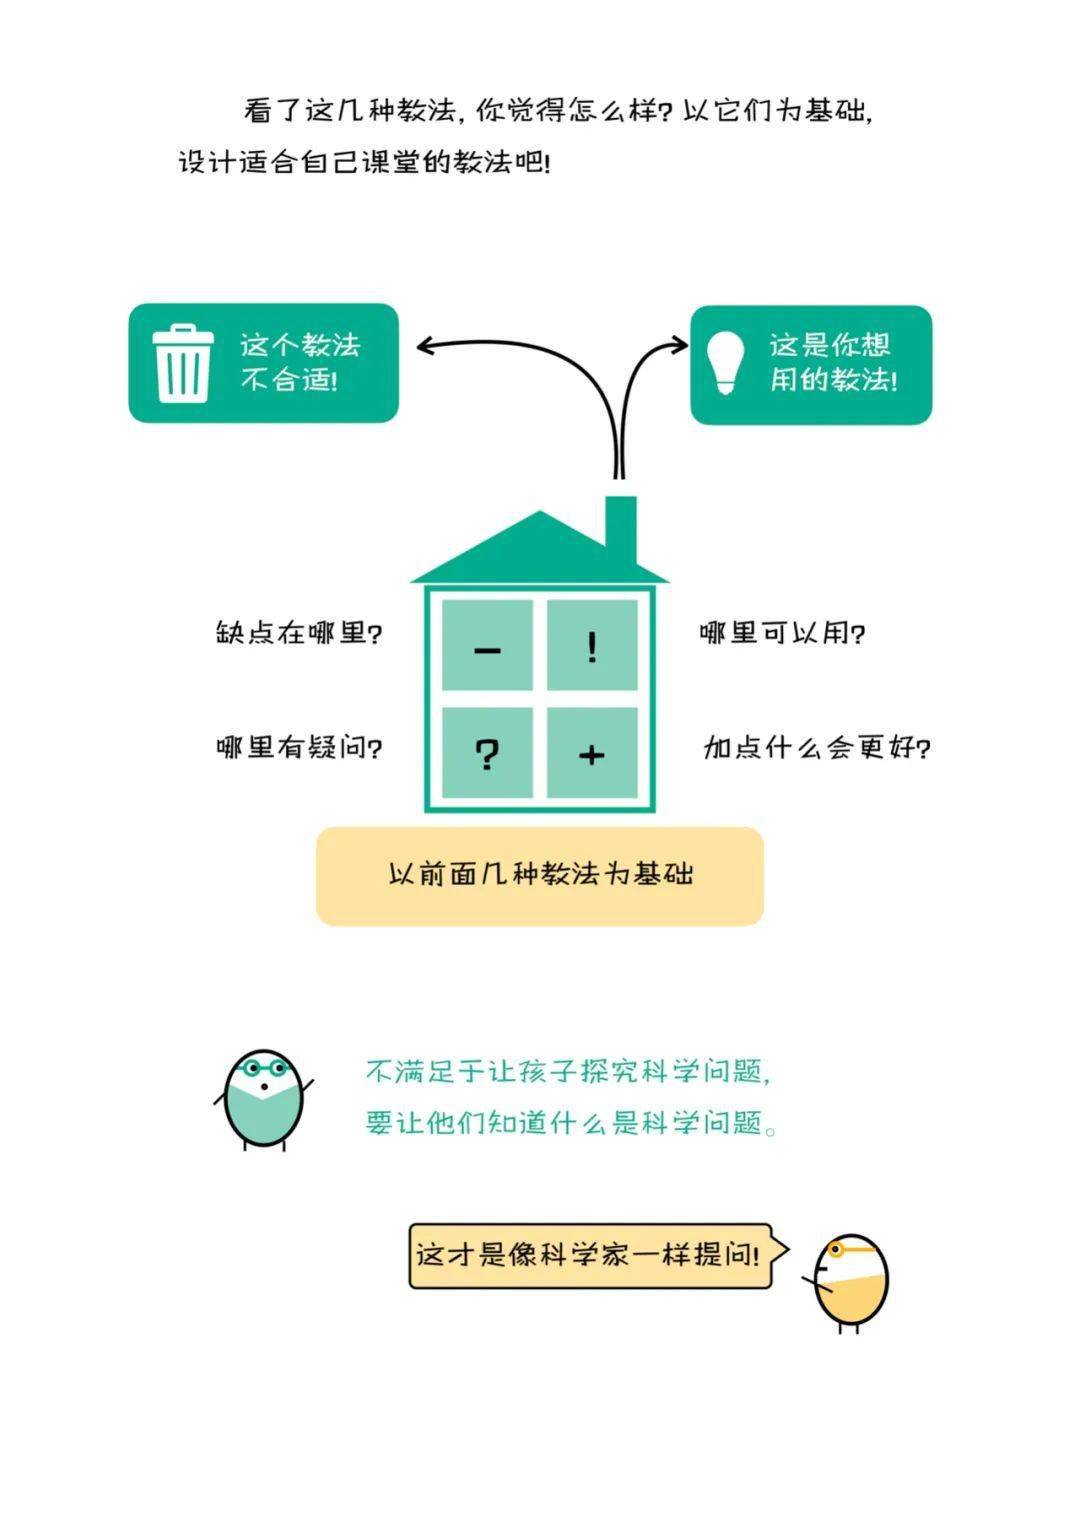 看了这几种教法，你觉得怎么样？以它们为基础，
设计适合自己课堂的教法吧！
这个教法
不合适！
这是你想
用的教法！
缺点在哪里？
−
!
哪里可以用？
哪里有疑问？
?
+
加点什么会更好？
以前面几种教法为基础
不满足于让孩子探究科学问题，
要让他们知道什么是科学问题。
这才是像科学家一样提问！